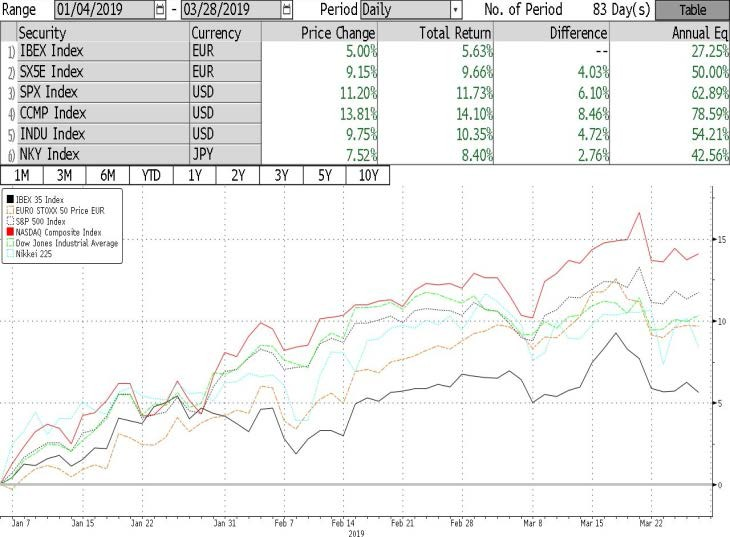 Range 01/04/2019 - 03/28/2019 Period Daily No. of Period 83 Day(s) Table
Security Currency Price Change Total Return Difference Annual Eq
1) IBEX Index EUR 5.00% 5.63% -- 27.25%
2) SX5E Index EUR 9.15% 9.66% 4.03% 50.00%
3) SPX Index USD 11.20% 11.73% 6.10% 62.89%
4) CCMP Index USD 13.81% 14.10% 8.46% 78.59%
5) INDU Index USD 9.75% 10.35% 4.72% 54.21%
6) NKY Index JPY 7.52% 8.40% 2.76% 42.56%
1M 3M 6M YTD 1Y 2Y 3Y 5Y 10Y
IBEX 35 Index
EURO STOXX 50 Price EUR
S&P 500 Index
NASDAQ Composite Index
Dow Jones Industrial Average
Nikkei 225
15
10
5
0
Jan 7 Jan 15 Jan 22 Jan 31 Feb 7 Feb 14 Feb 21 Feb 28 Mar 8 Mar 15 Mar 22
2019